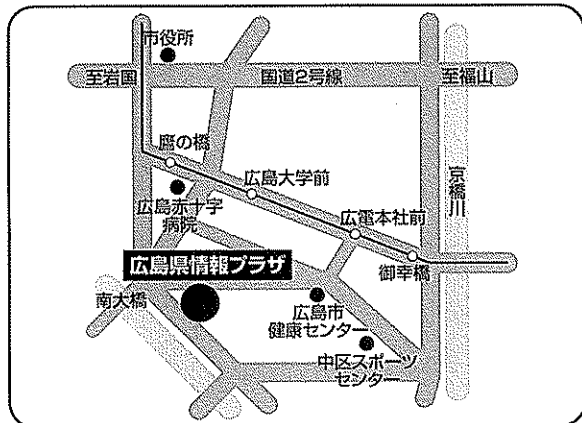 市役所
至岩国
国道2号線
至福山
鷹の橋
広島大学前
京橋川
広島赤十字
病院
広電本社前
御幸橋
広島県情報プラザ
南大橋
広島市
健康センター
中区スポーツ
センター